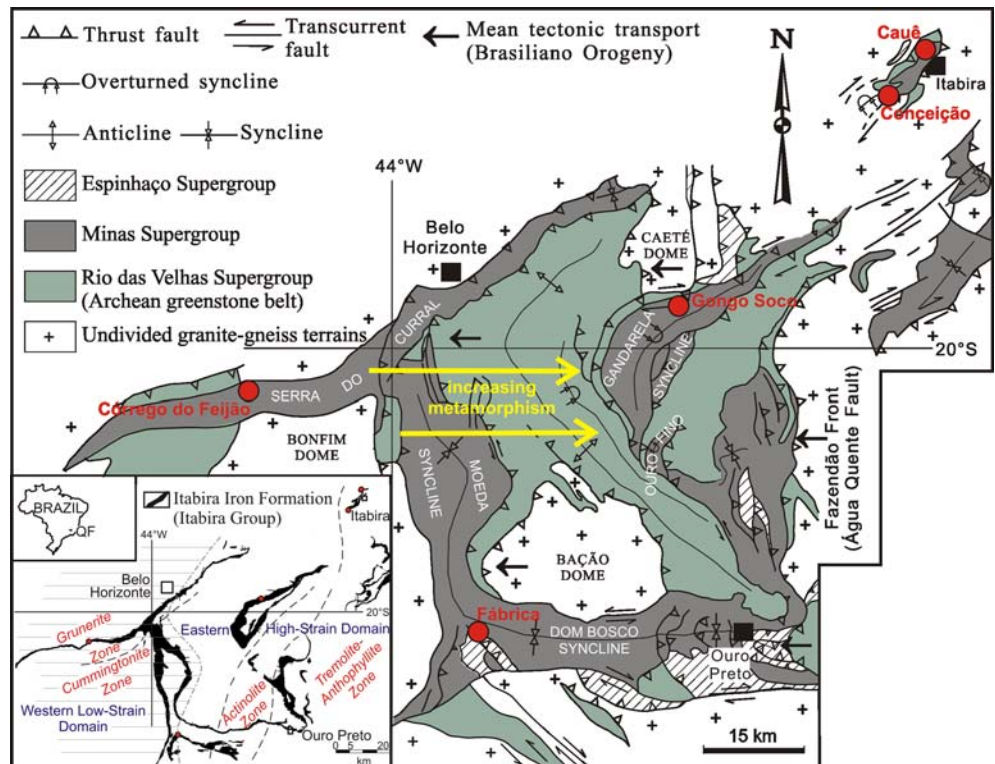 Thrust fault
Transcurrent
fault
Mean tectonic transport
(Brasiliano Orogeny)
Overturned syncline
Anticline
Syncline
Espinhaço Supergroup
Minas Supergroup
Rio das Velhas Supergroup
(Archean greenstone belt)
Undivided granite-gneiss terrains
N
Cauê
Itabira
Conceição
44°W
Belo
Horizonte
CAETÉ
DOME
Gongo Soco
CURRAL
DO
SERRA
GANDARELA
SYNCLINE
20°S
Córrego do Feijão
increasing
metamorphism
BONFIM
DOME
SYNCLINE
MOEDA
OURO FINO
Fazendão Front
(Água Quente Fault)
BAÇÃO
DOME
Fábrica
DOM BOSCO
SYNCLINE
Ouro
Preto
15 km
BRAZIL
QF
Itabira Iron Formation
(Itabira Group)
Itabira
44°W
Belo
Horizonte
20°S
Grunerite
Zone
Cummingtonite
Zone
Eastern
High-Strain Domain
Tremolite-
Anthophyllite
Zone
Actinolite
Zone
Western Low-Strain
Domain
Ouro Preto
0 5 20
km